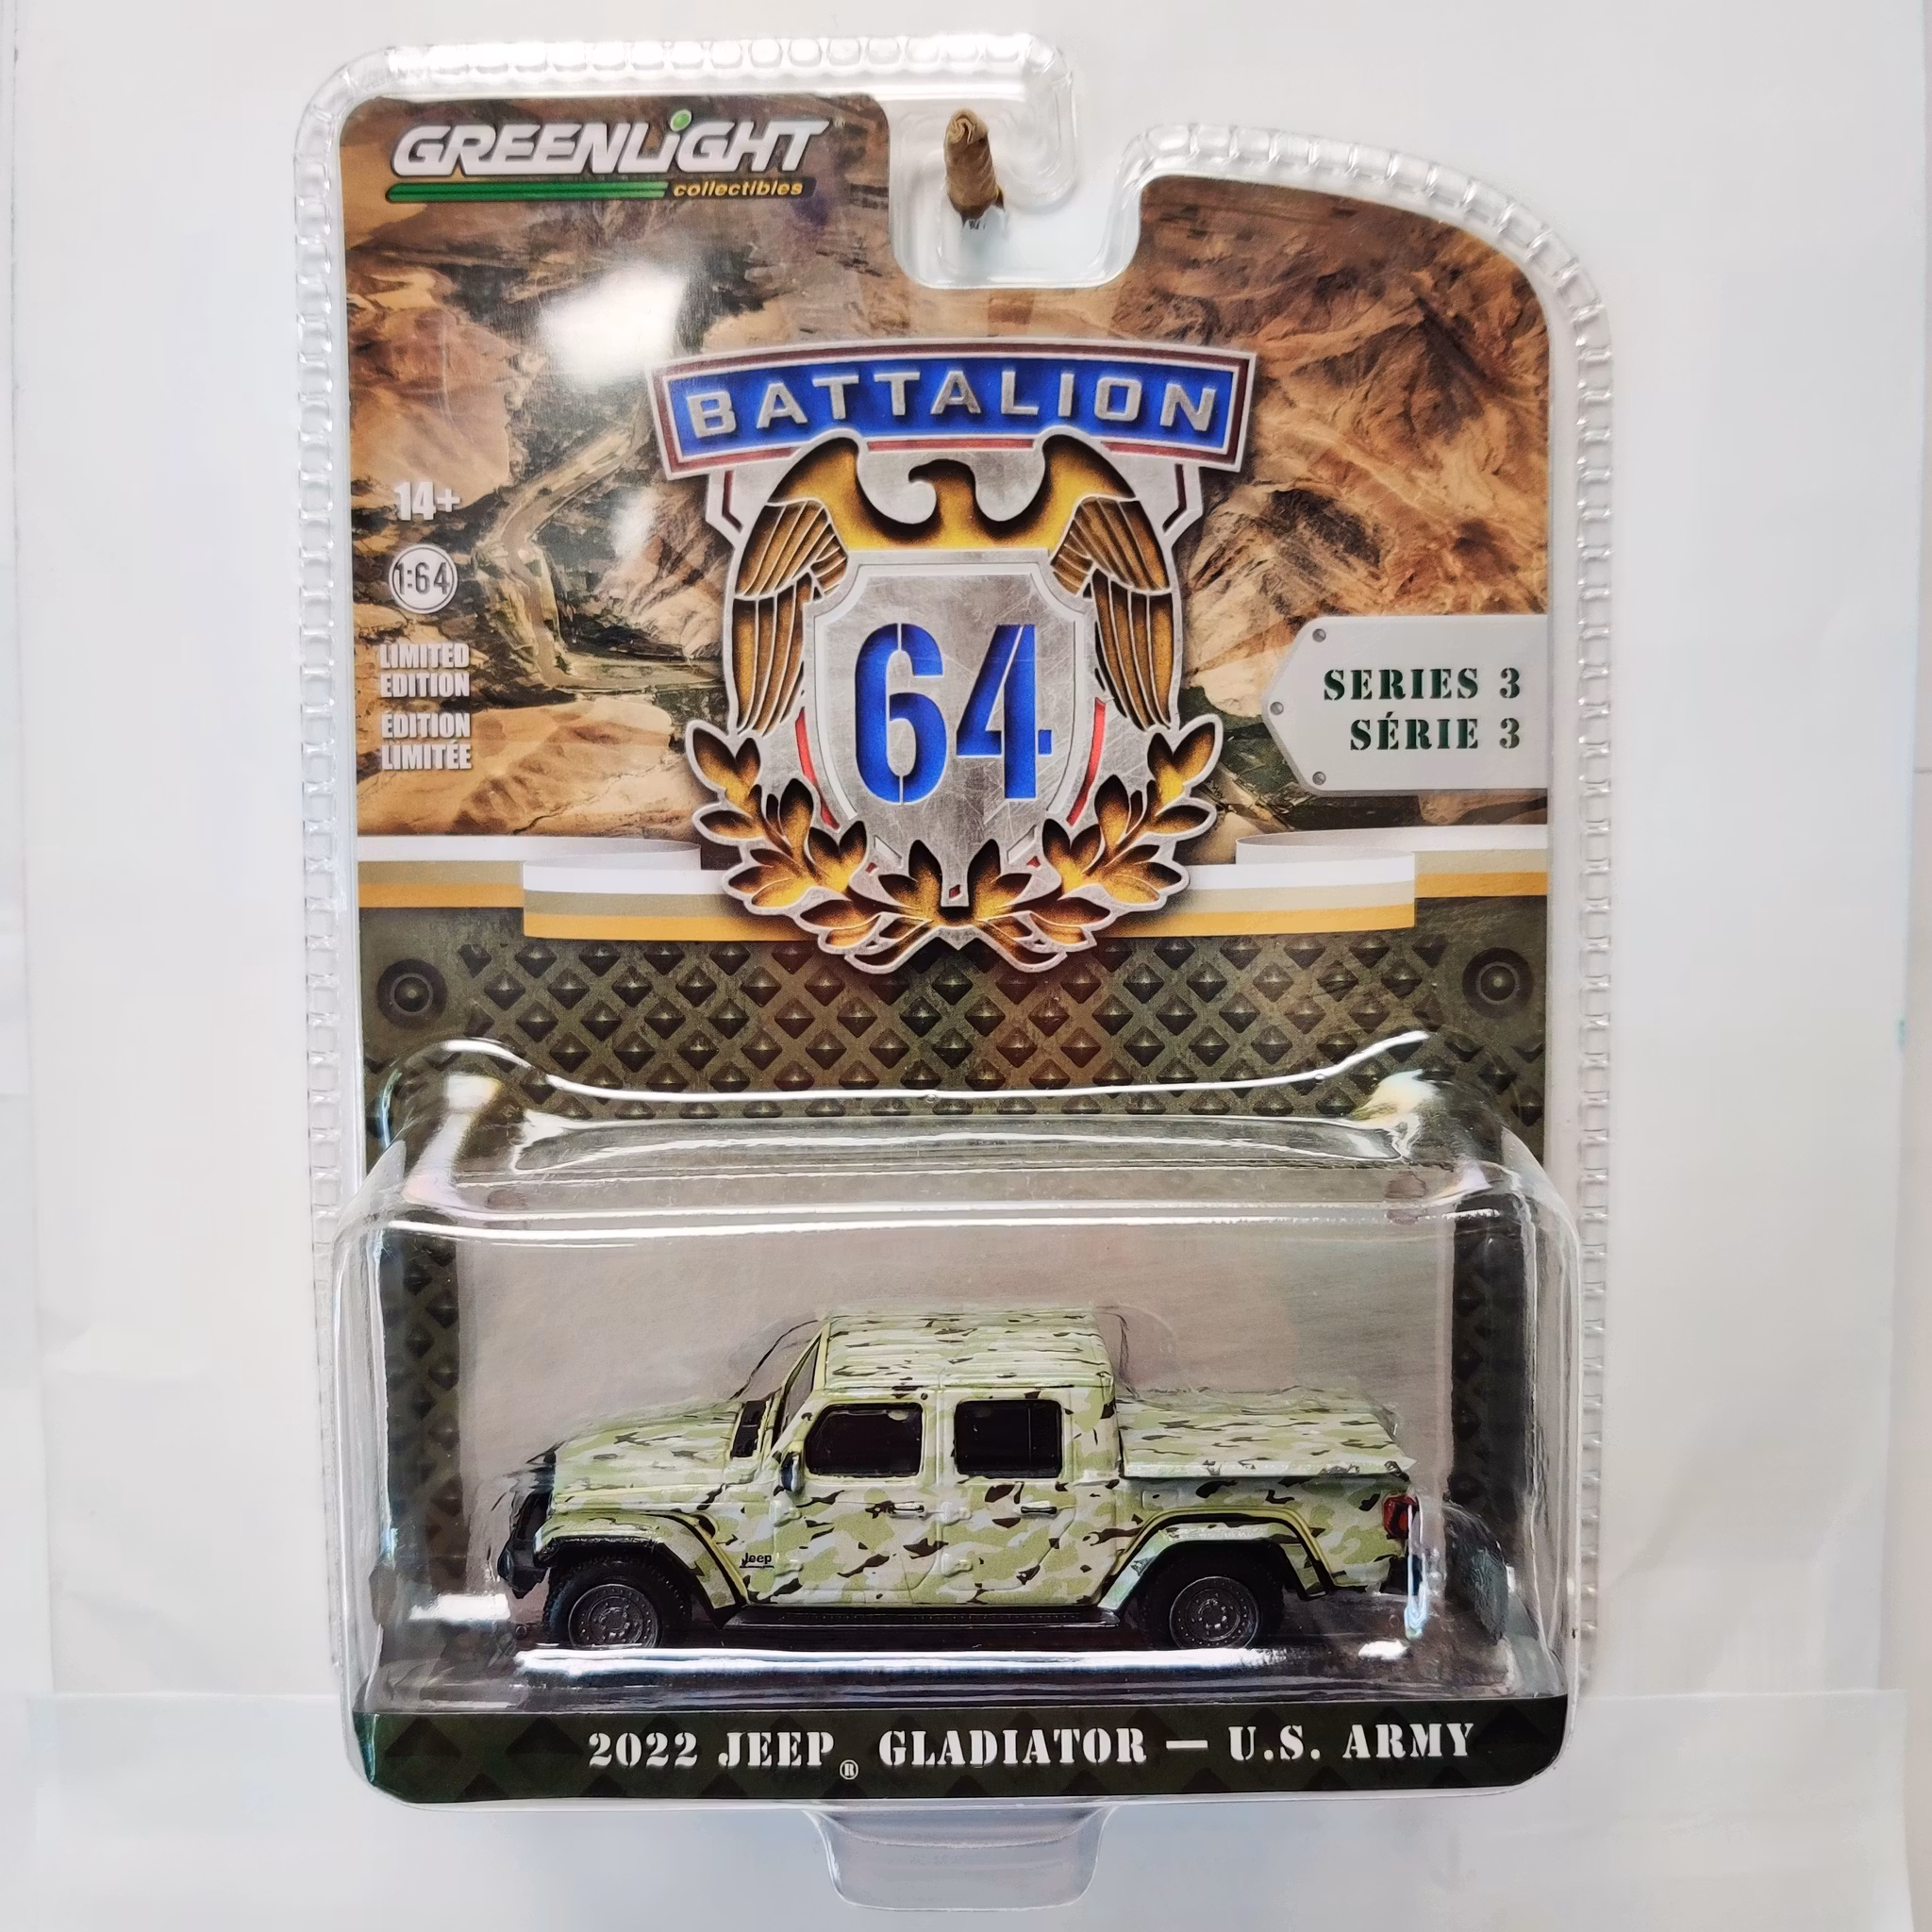 GREENLiGHT
collectibles
BATTALION
64
14+
1:64
LIMITED
EDITION
ÉDITION
LIMITÉE
SERIES 3
SÉRIE 3
Jeep
2022 JEEP® GLADIATOR — U.S. ARMY